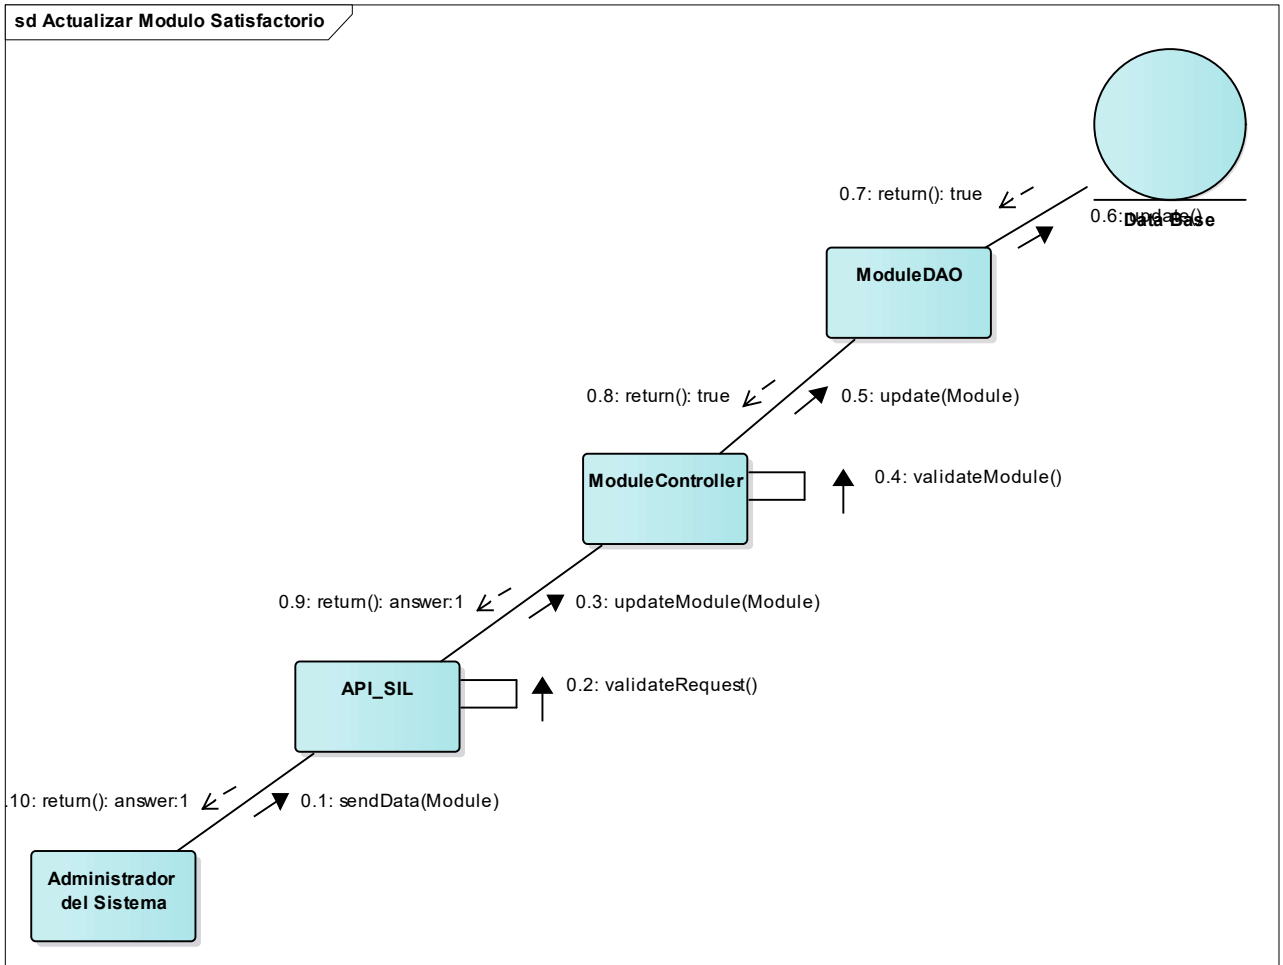 sd Actualizar Modulo Satisfactorio
0.7: return(): true
0.6: update()
Data Base
ModuleDAO
0.8: return(): true
0.5: update(Module)
ModuleController
0.4: validateModule()
0.9: return(): answer:1
0.3: updateModule(Module)
API_SIL
0.2: validateRequest()
.10: return(): answer:1
0.1: sendData(Module)
Administrador
del Sistema